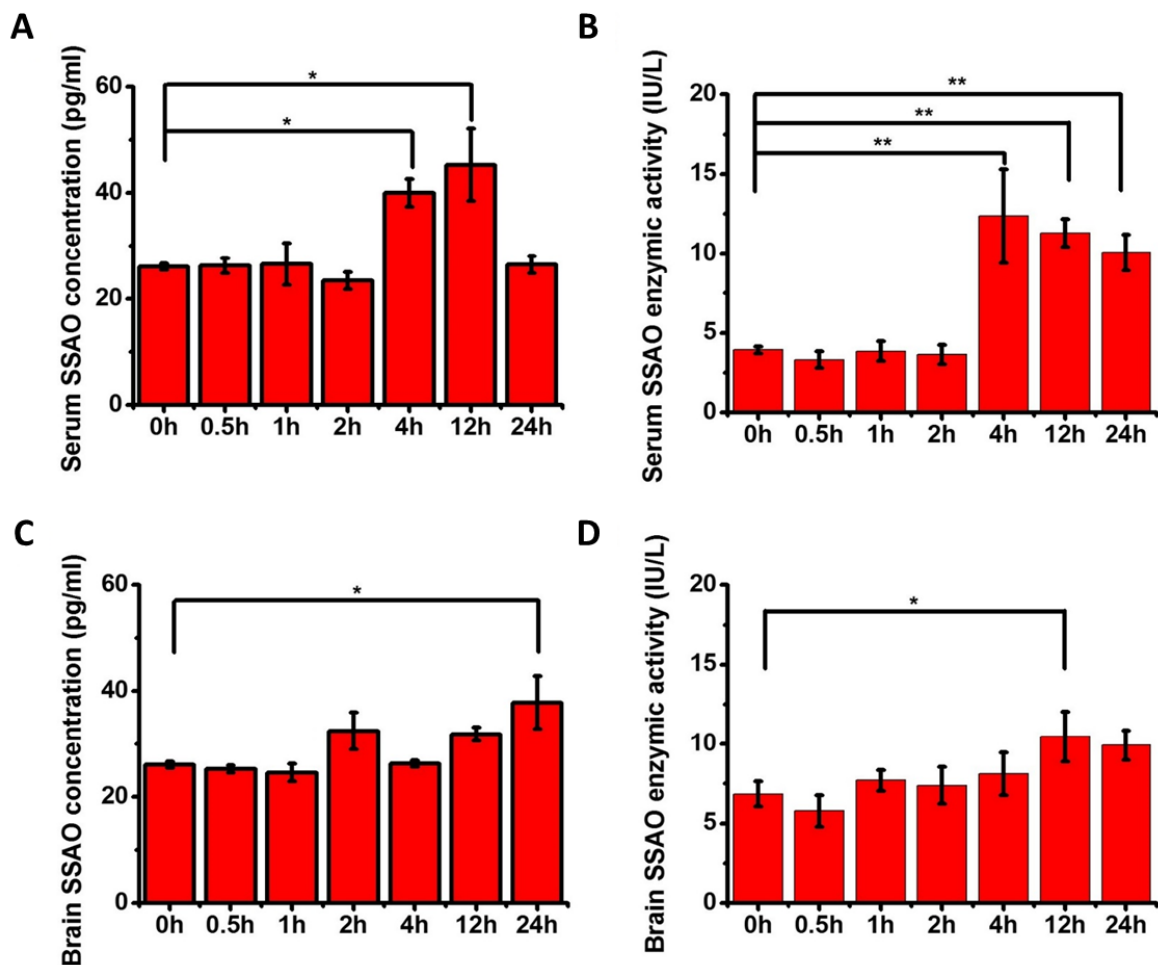 A
Serum SSAO concentration (pg/ml)
60
40
20
0
*
*
0h 0.5h 1h 2h 4h 12h 24h
B
Serum SSAO enzymic activity (IU/L)
20
15
10
5
0
**
**
**
0h 0.5h 1h 2h 4h 12h 24h
C
Brain SSAO concentration (pg/ml)
60
40
20
0
*
0h 0.5h 1h 2h 4h 12h 24h
D
Brain SSAO enzymic activity (IU/L)
20
15
10
5
0
*
0h 0.5h 1h 2h 4h 12h 24h